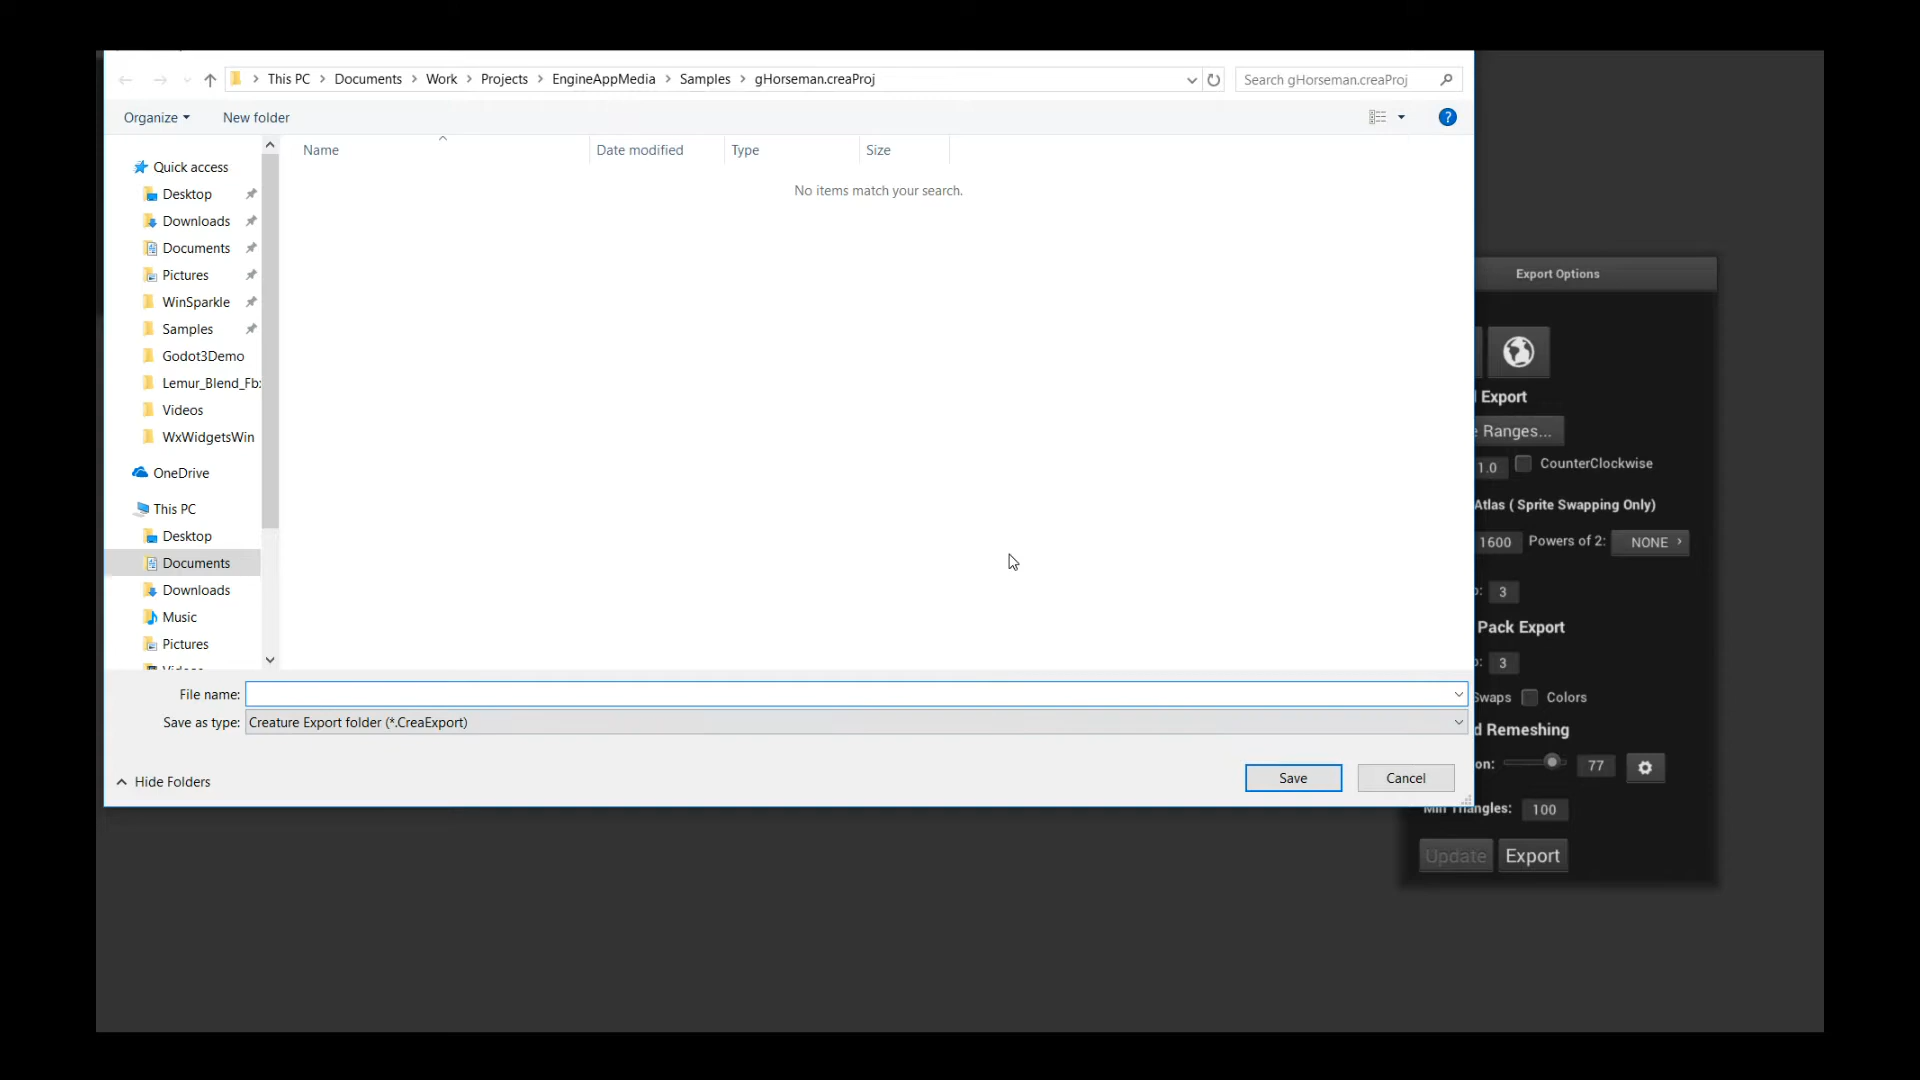 This PC > Documents > Work > Projects > EngineAppMedia > Samples > gHorseman.creaProj
Search gHorseman.creaProj
Organize
New folder
?
Name
Date modified
Type
Size
No items match your search.
Quick access
Desktop
Downloads
Documents
Pictures
WinSparkle
Samples
Godot3Demo
Lemur_Blend_Fb
Videos
WxWidgetsWin
OneDrive
This PC
Desktop
Documents
Downloads
Music
Pictures
File name:
Save as type: Creature Export folder (*.CreaExport)
Hide Folders
Save
Cancel
Export Options
Export
Ranges...
1.0
CounterClockwise
Atlas ( Sprite Swapping Only)
1600
Powers of 2:
NONE >
3
Pack Export
3
Swaps
Colors
d Remeshing
on:
77
Triangles:
100
Update
Export